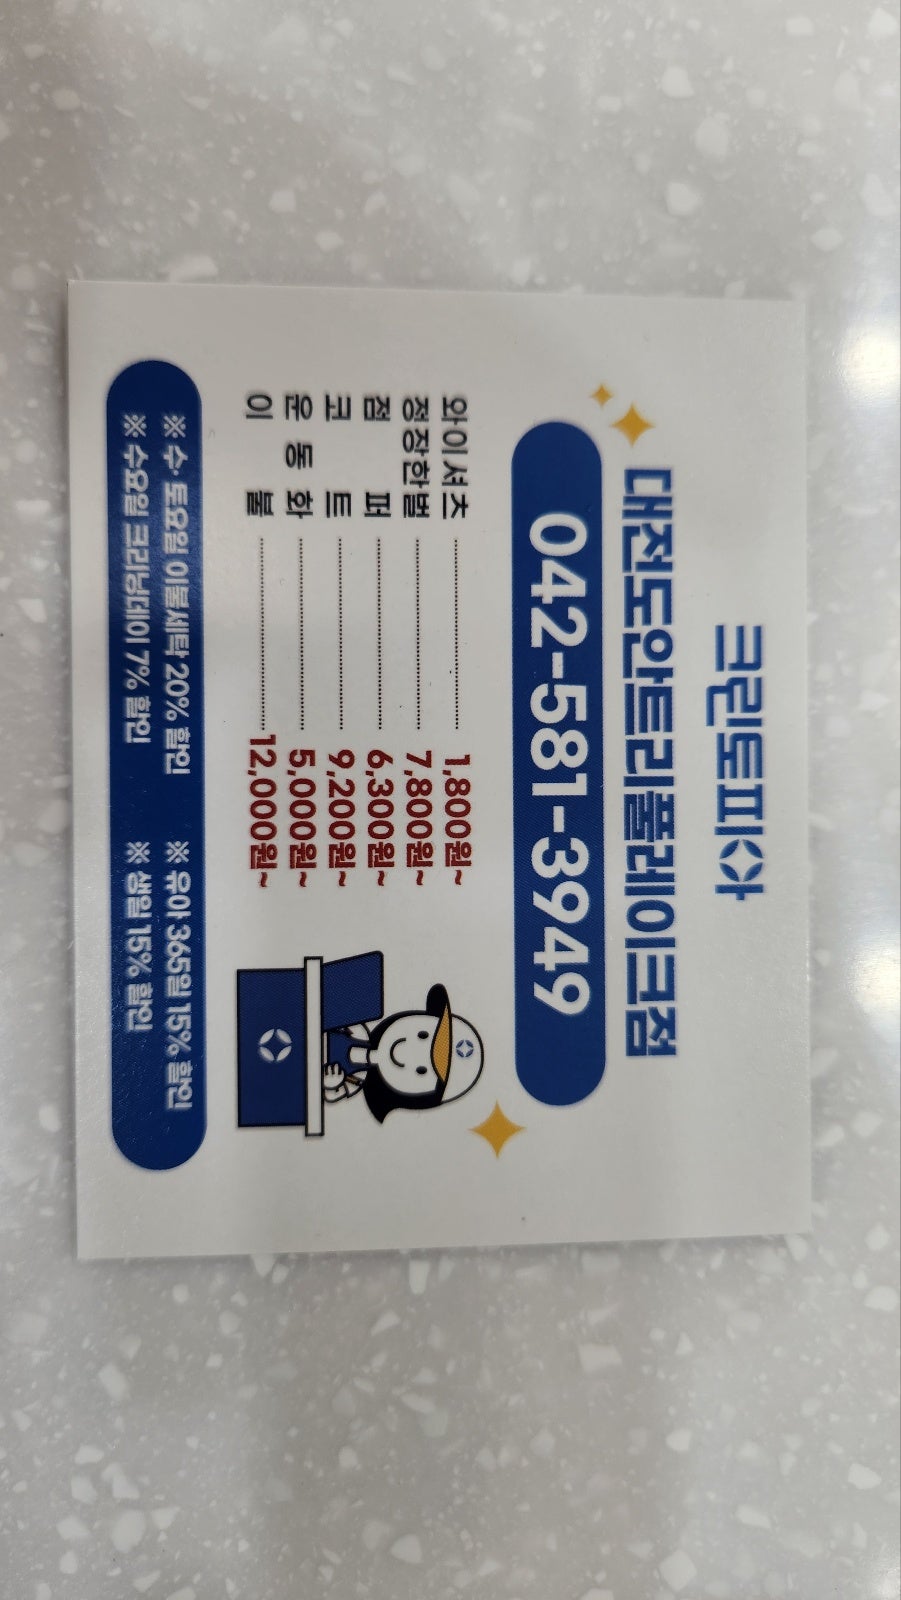 크린토피아
대전도안트리풀레이크점
042-581-3949
와이셔츠 1,800원~
정장한벌 7,800원~
점퍼 6,300원~
코트 9,200원~
운동화 5,000원~
이불 12,000원~
※ 수·토요일 이불세탁 20% 할인 ※ 유아 365일 15% 할인
※ 수요일 크리닝데이 7% 할인 ※ 생일 15% 할인